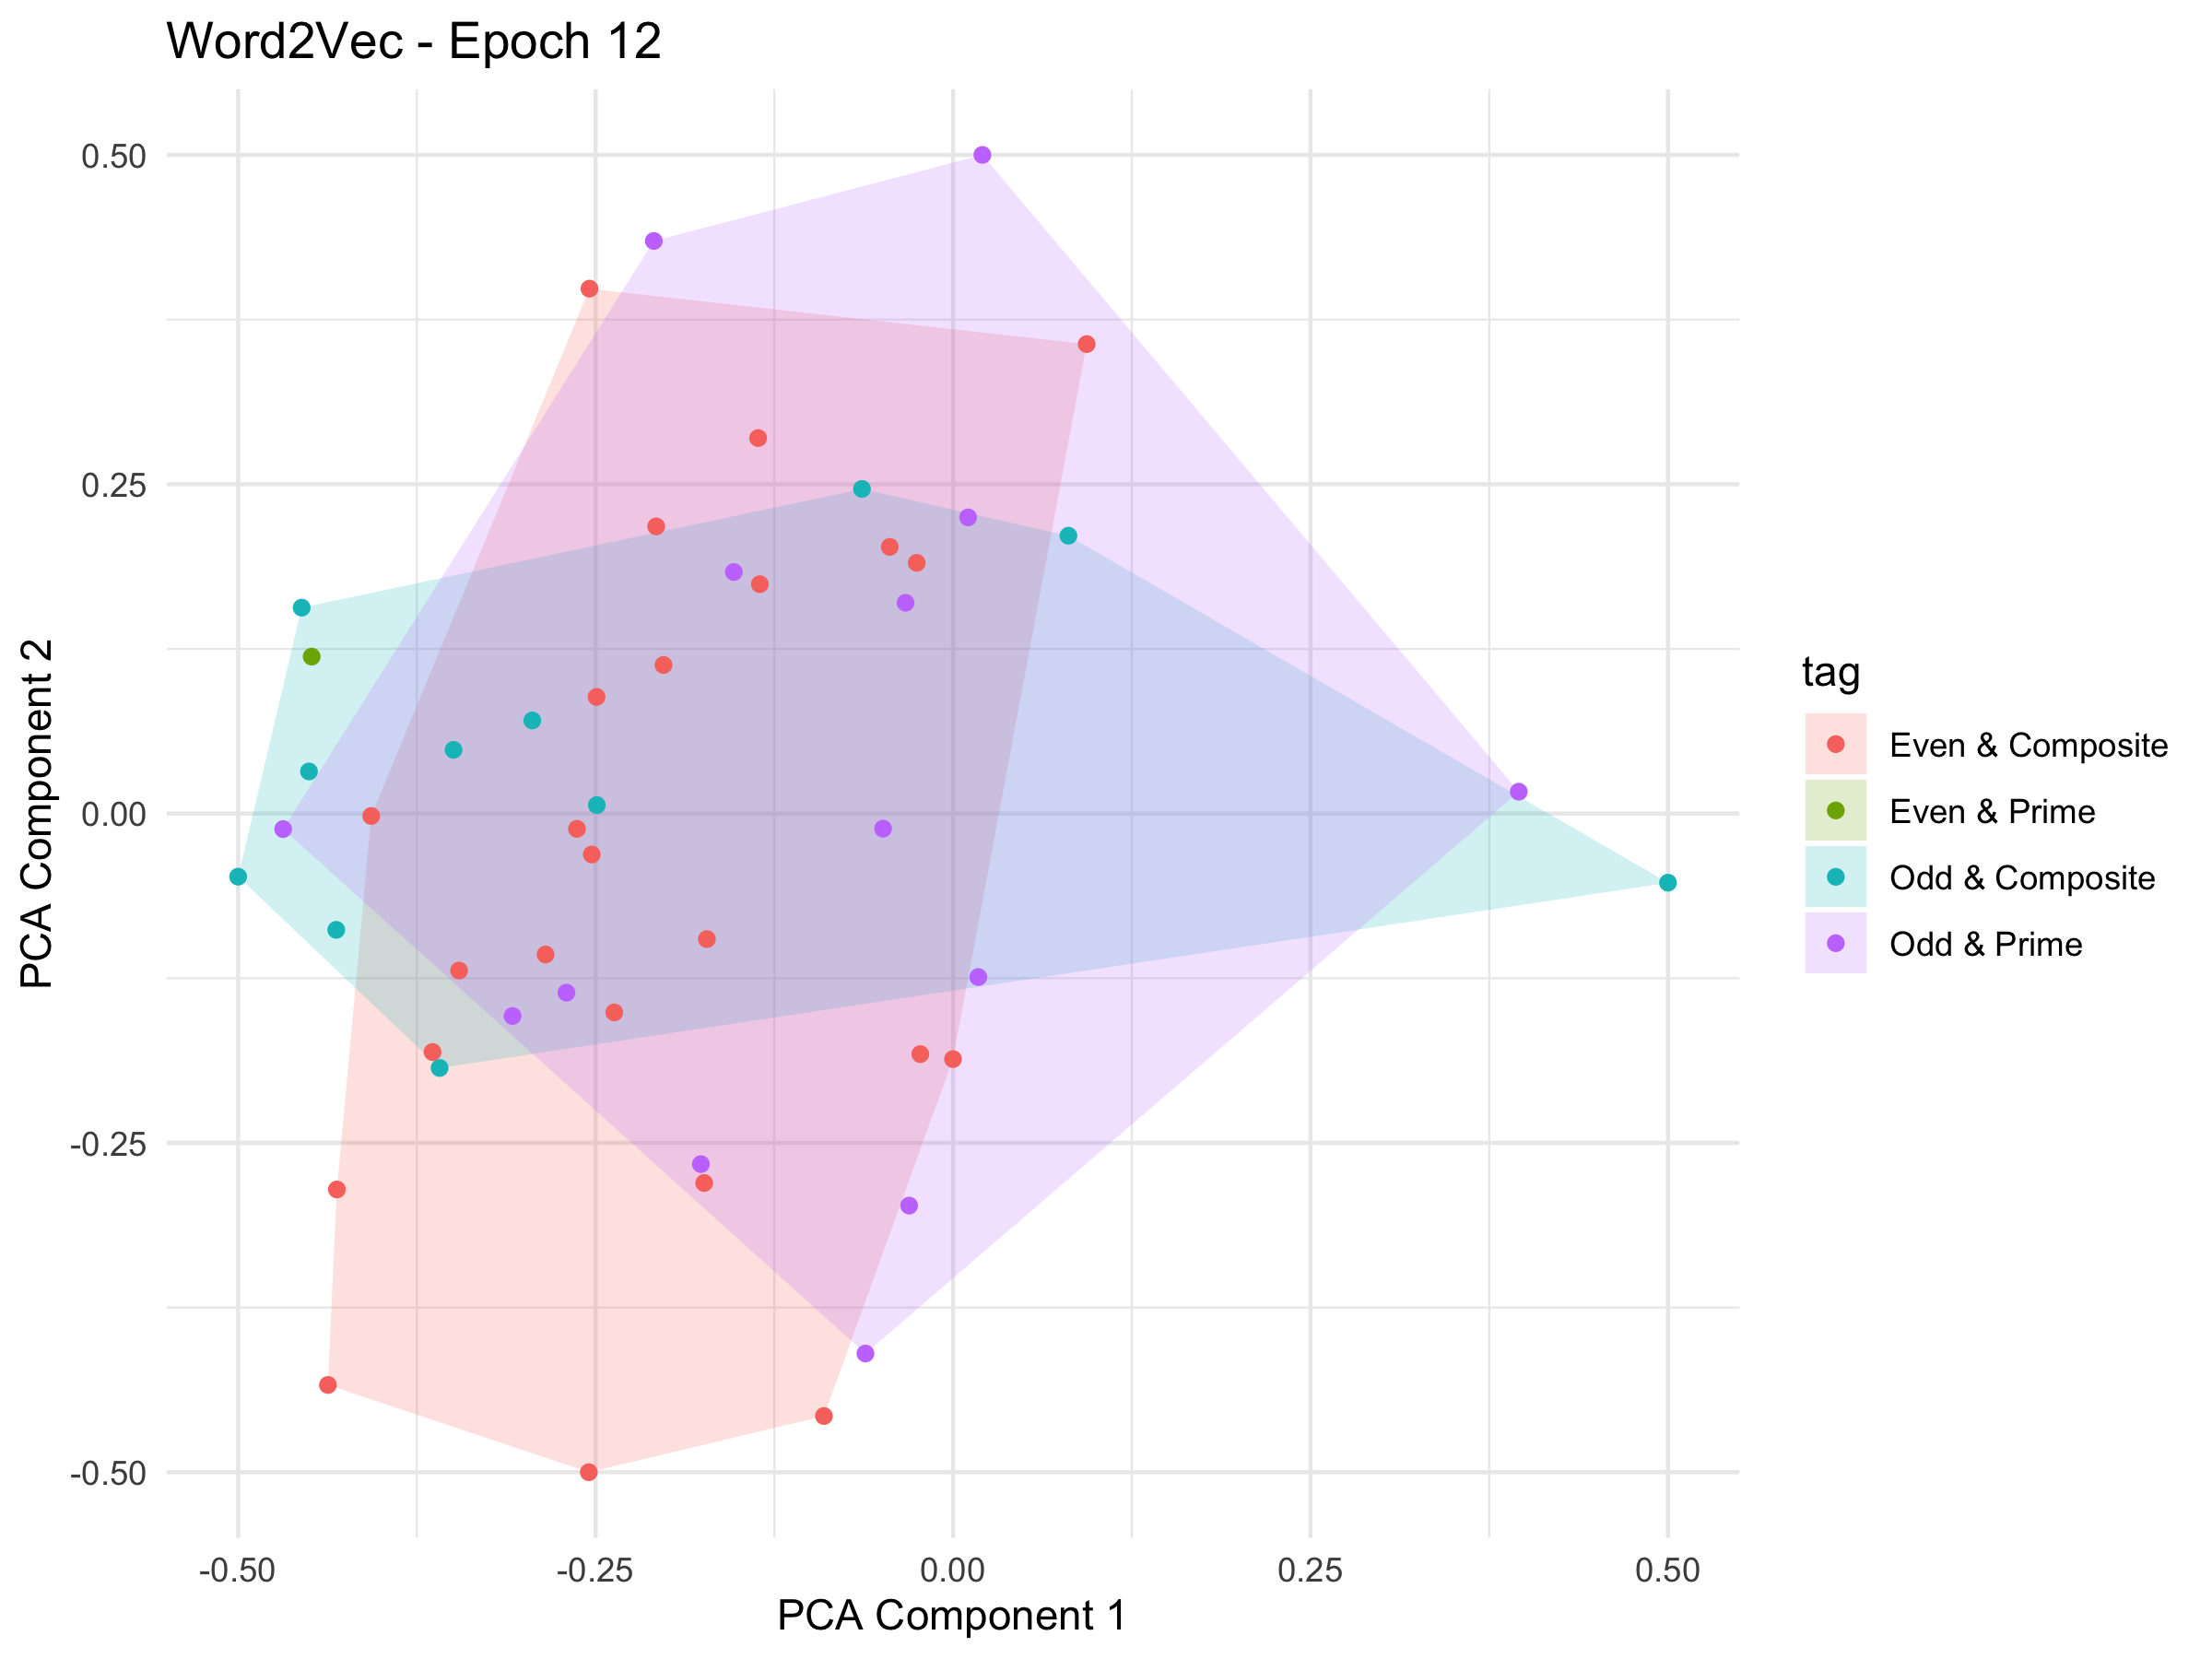 Word2Vec - Epoch 12
0.50
0.25
0.00
-0.25
-0.50
PCA Component 2
-0.50
-0.25
0.00
0.25
0.50
PCA Component 1
tag
Even & Composite
Even & Prime
Odd & Composite
Odd & Prime